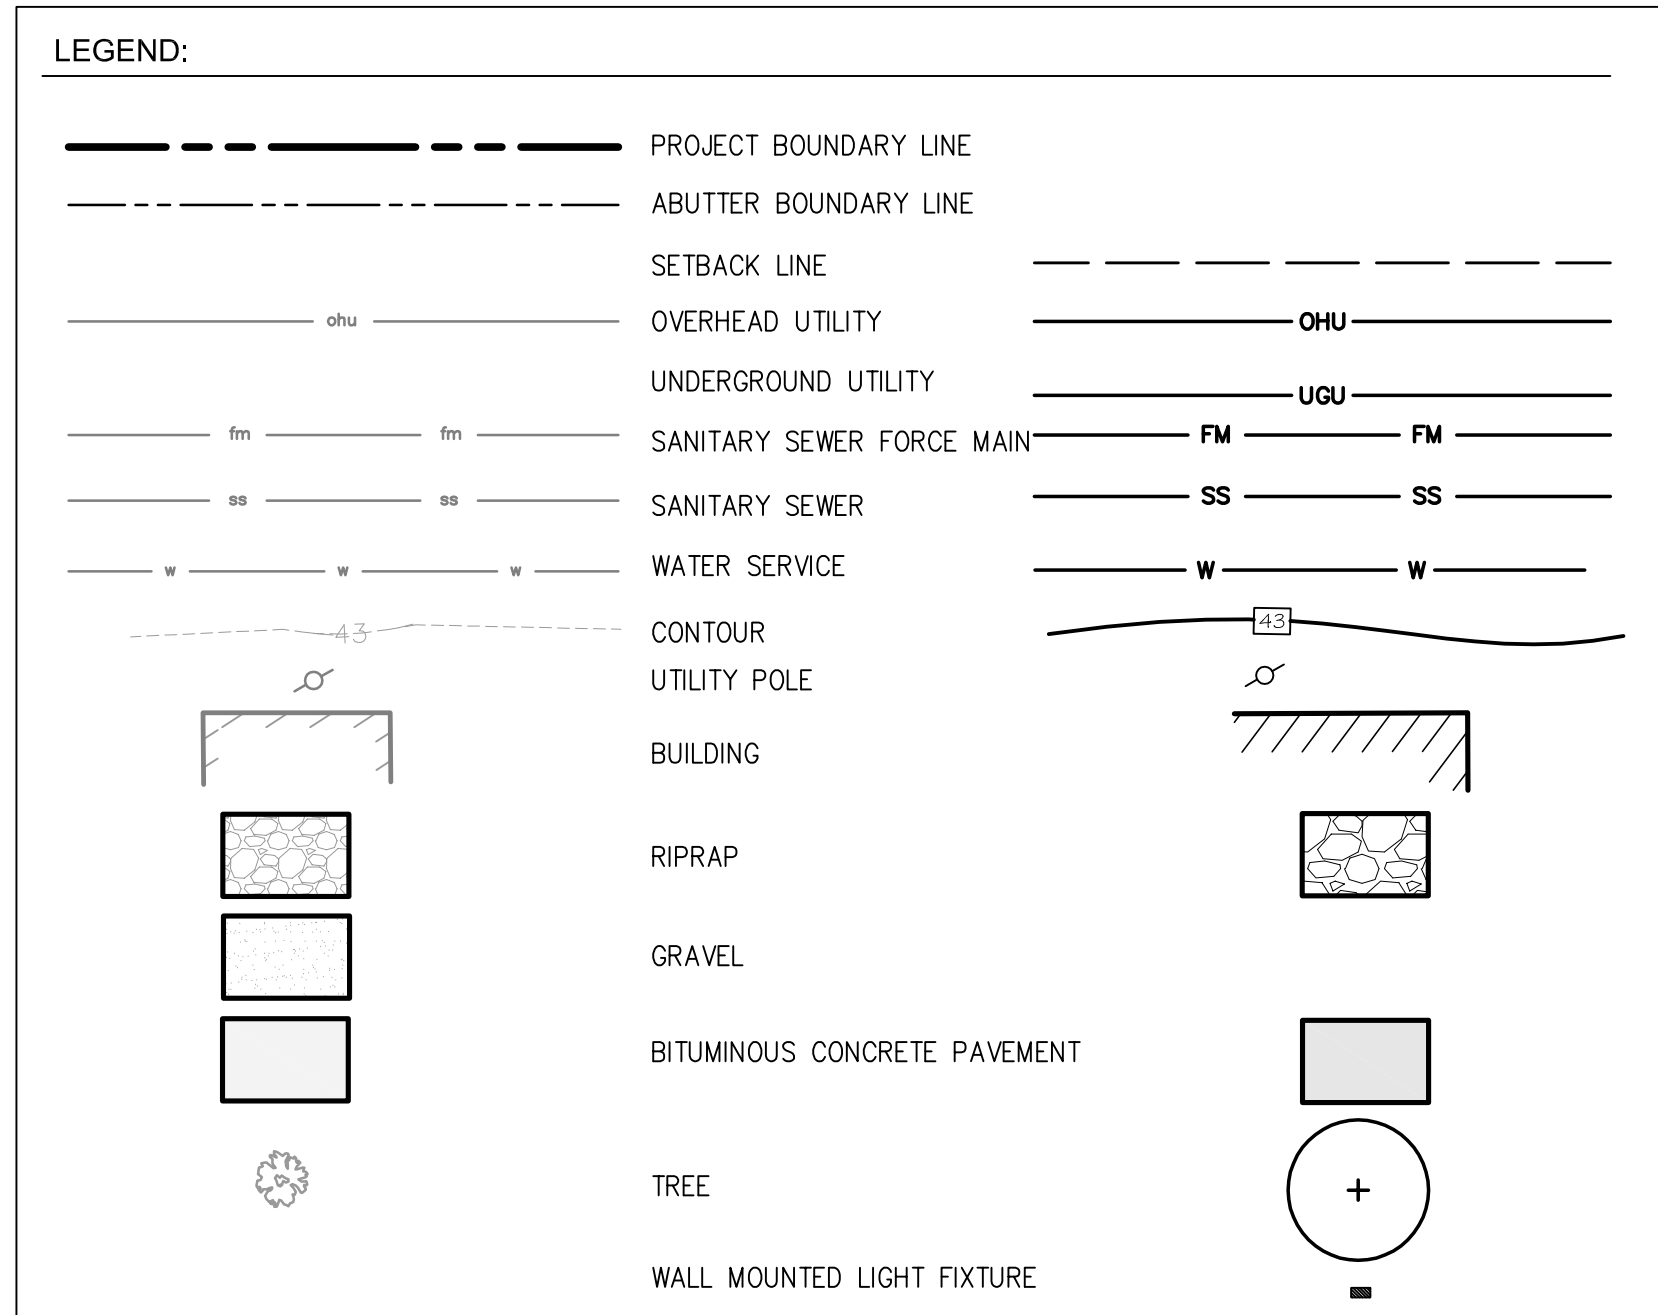 LEGEND:
PROJECT BOUNDARY LINE
ABUTTER BOUNDARY LINE
SETBACK LINE
ohu OVERHEAD UTILITY OHU
UNDERGROUND UTILITY UGU
fm fm SANITARY SEWER FORCE MAIN FM FM
ss ss SANITARY SEWER SS SS
w w w WATER SERVICE W W
43 CONTOUR 43
UTILITY POLE
BUILDING
RIPRAP
GRAVEL
BITUMINOUS CONCRETE PAVEMENT
TREE
WALL MOUNTED LIGHT FIXTURE